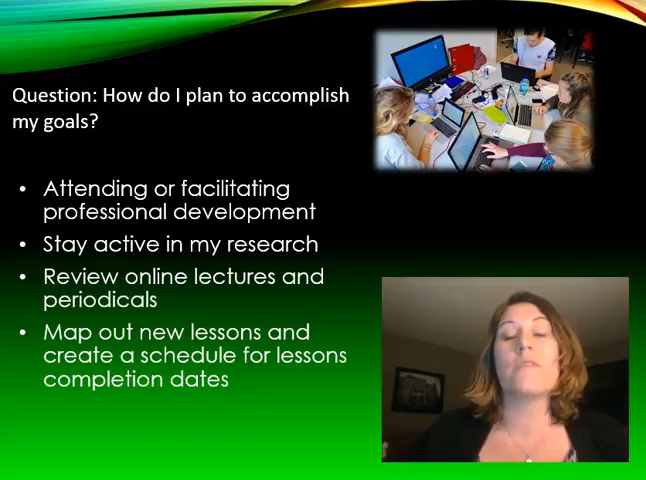 Question: How do I plan to accomplish
my goals?
• Attending or facilitating
professional development
• Stay active in my research
• Review online lectures and
periodicals
• Map out new lessons and
create a schedule for lessons
completion dates